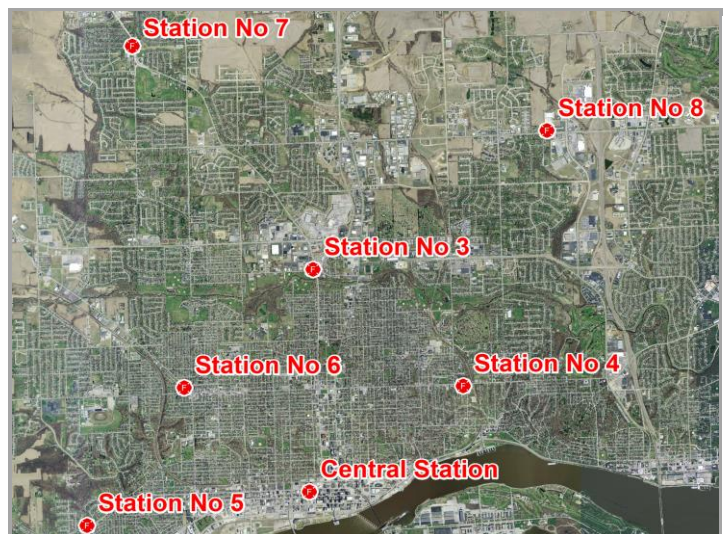 Station No 7
F
Station No 8
F
Station No 3
F
Station No 6
F
Station No 4
F
Central Station
F
Station No 5
F